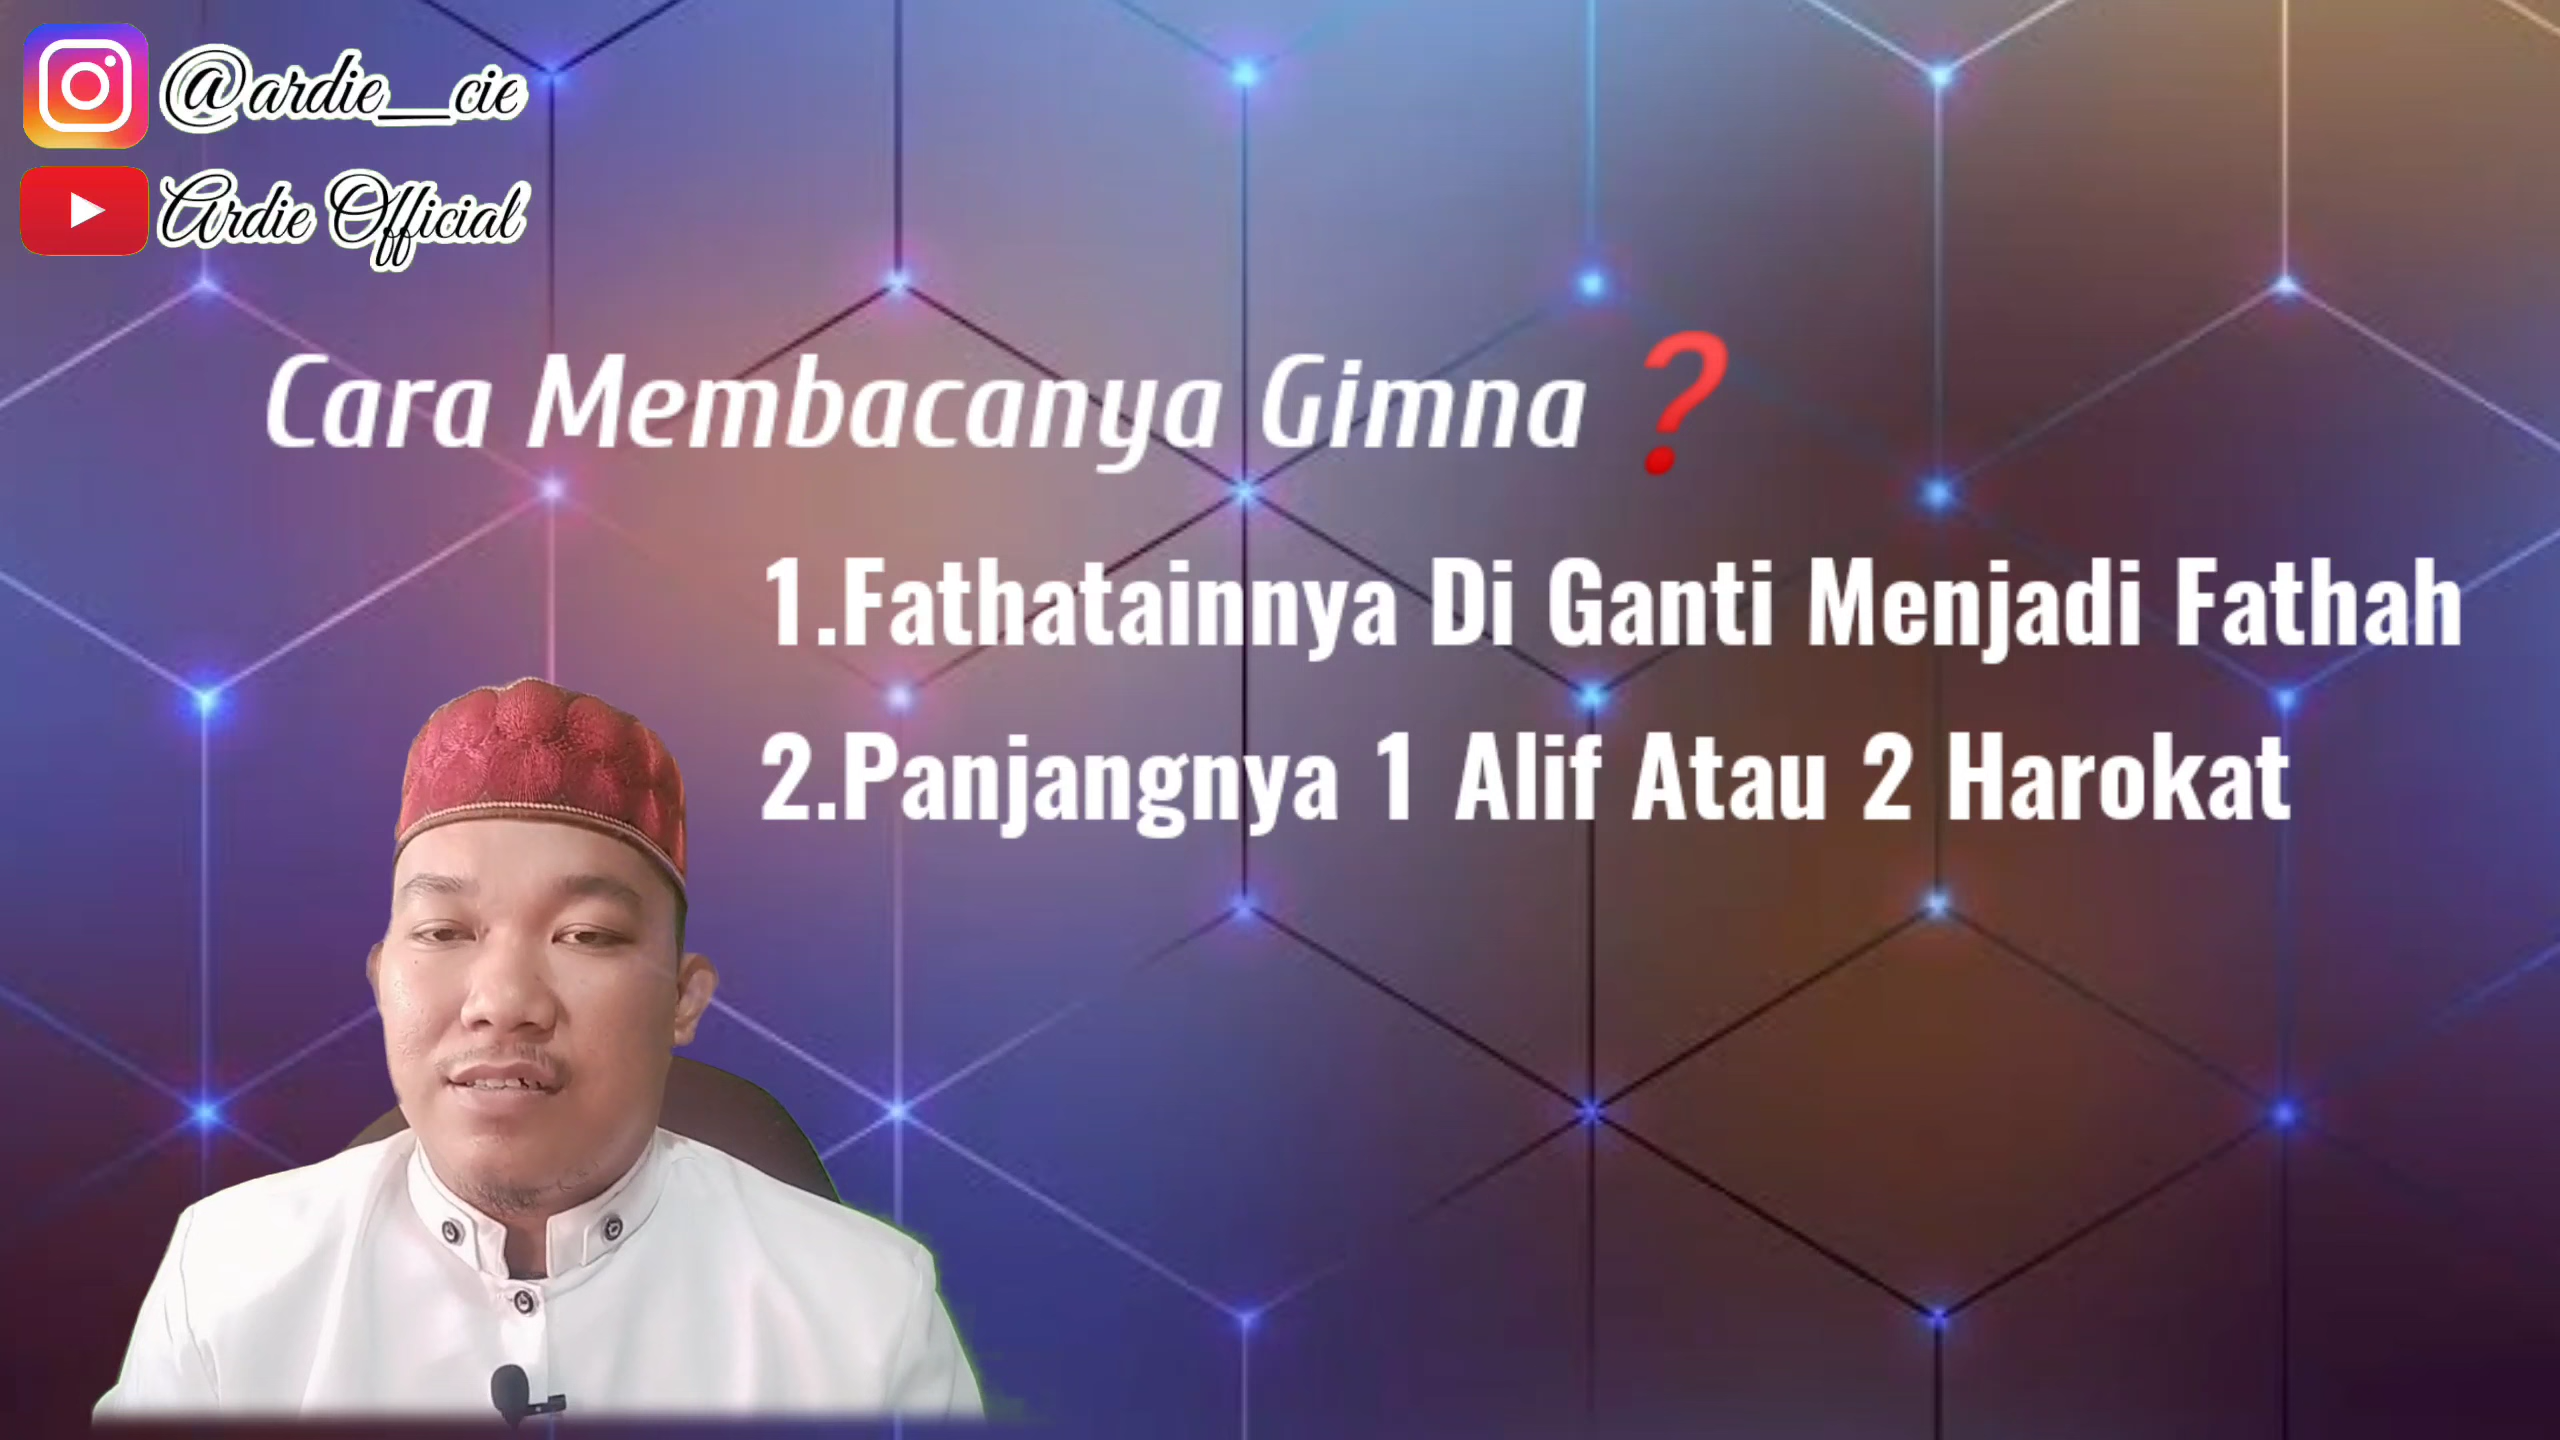 @ardie__cie
Ardie Official
Cara Membacanya Gimna ❓
1.Fathatainnya Di Ganti Menjadi Fathah
2.Panjangnya 1 Alif Atau 2 Harokat